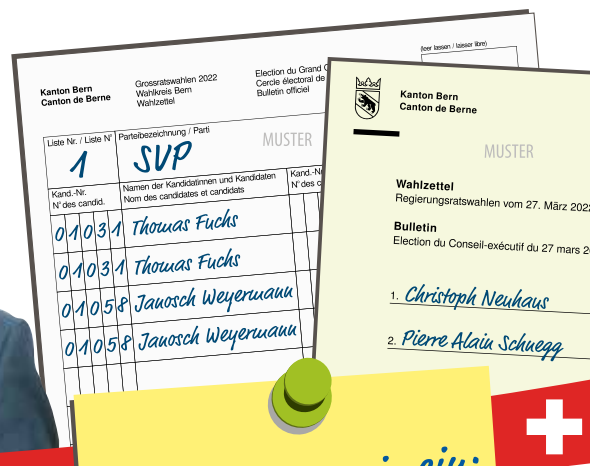 Kanton Bern
Canton de Berne
Grossratswahlen 2022
Wahlkreis Bern
Wahlzettel
Election du Grand
Cercle électoral de
Bulletin officiel
Liste Nr. / Liste N°
1
Parteibezeichnung / Parti
SVP
MUSTER
Kand.-Nr.
N° des candid.
Namen der Kandidatinnen und Kandidaten
Nom des candidates et candidats
N° des
01031 Thomas Fuchs
01031 Thomas Fuchs
01058 Janosch Weyermann
01058 Janosch Weyermann
(leer lassen / laisser libre)
Kanton Bern
Canton de Berne
MUSTER
Wahlzettel
Regierungsratswahlen vom 27. März 2022
Bulletin
Election du Conseil-exécutif du 27 mars
1. Christoph Neuhaus
2. Pierre Alain Schnegg